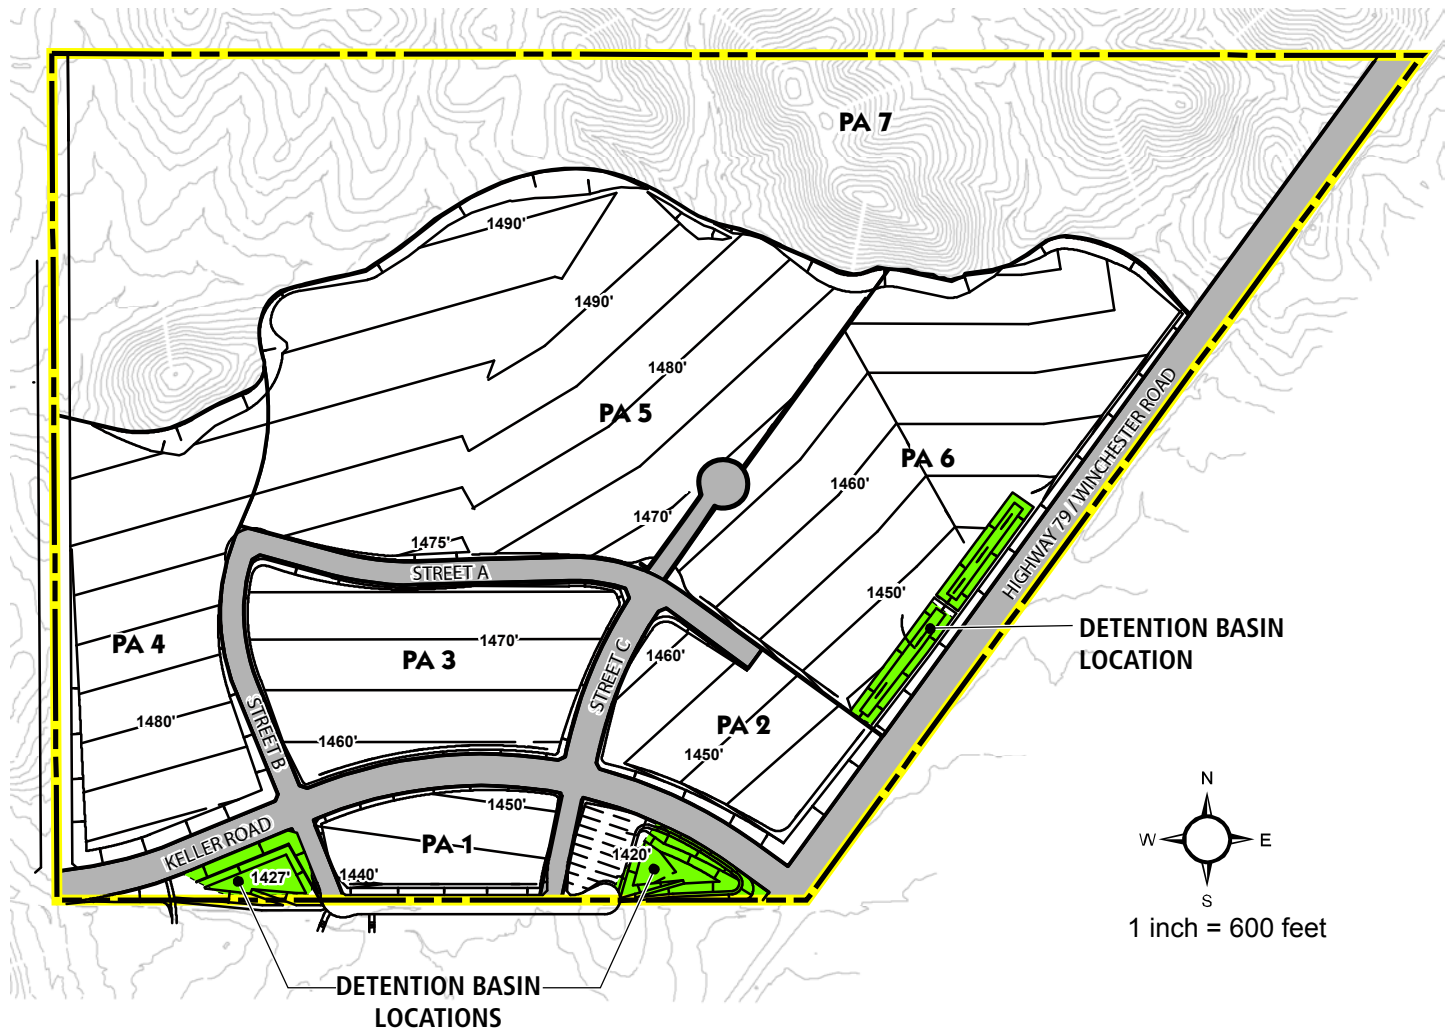 PA 7
1490'
1490'
1480'
PA 5
PA 6
1460'
1470'
HIGHWAY 79 / WINCHESTER ROAD
1475'
STREET A
1450'
DETENTION BASIN
LOCATION
PA 4
PA 3
1470'
1460'
STREET C
1480'
STREET B
1460'
PA 2
1450'
1450'
KELLER ROAD
PA 1
1420'
1427'
1440'
N
W
E
S
1 inch = 600 feet
DETENTION BASIN
LOCATIONS